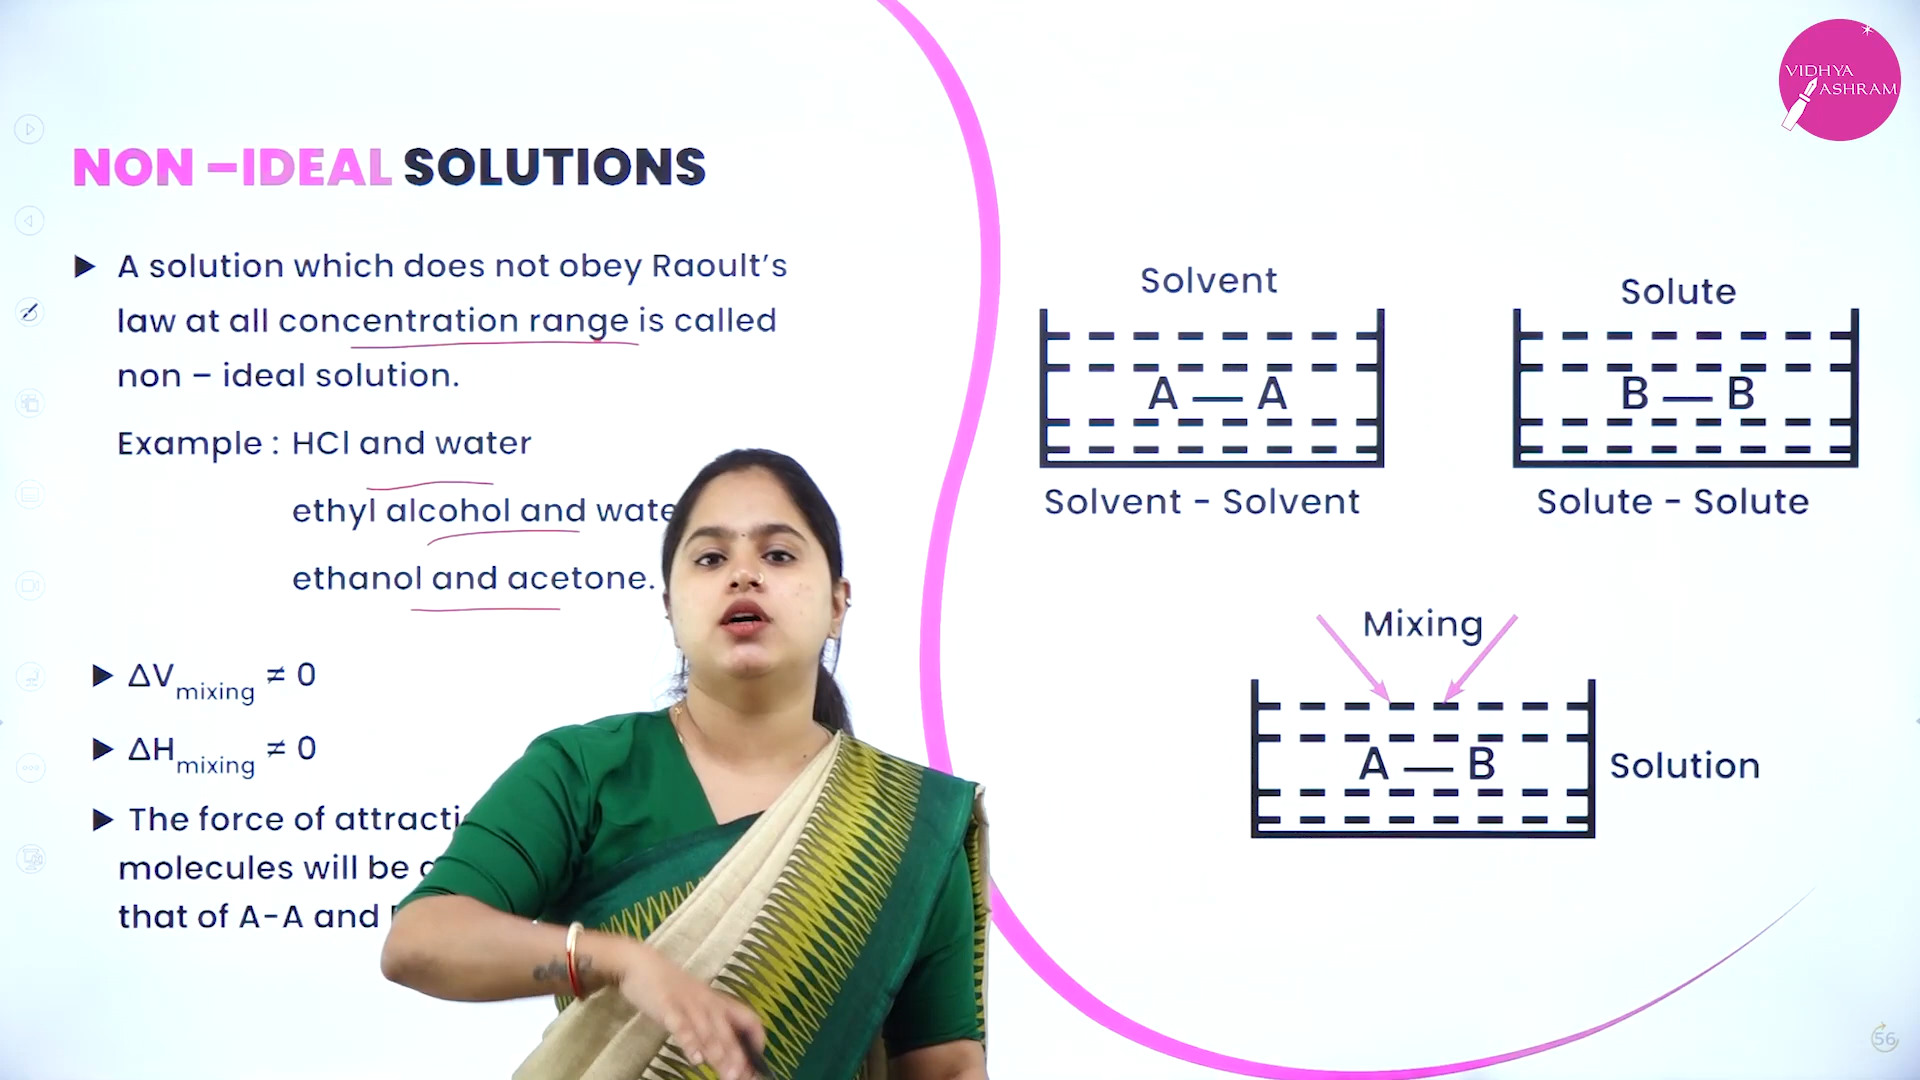 VIDHYA
ASHRAM
NON –IDEAL SOLUTIONS
▶ A solution which does not obey Raoult's
law at all concentration range is called
non – ideal solution.
Example : HCl and water
ethyl alcohol and
ethanol and acetone.
▶ ΔVmixing ≠ 0
▶ ΔHmixing ≠ 0
▶ The force of
molecules will be
that of A-A and
Solvent
A — A
Solvent - Solvent
Solute
B — B
Solute - Solute
Mixing
A — B
Solution
56